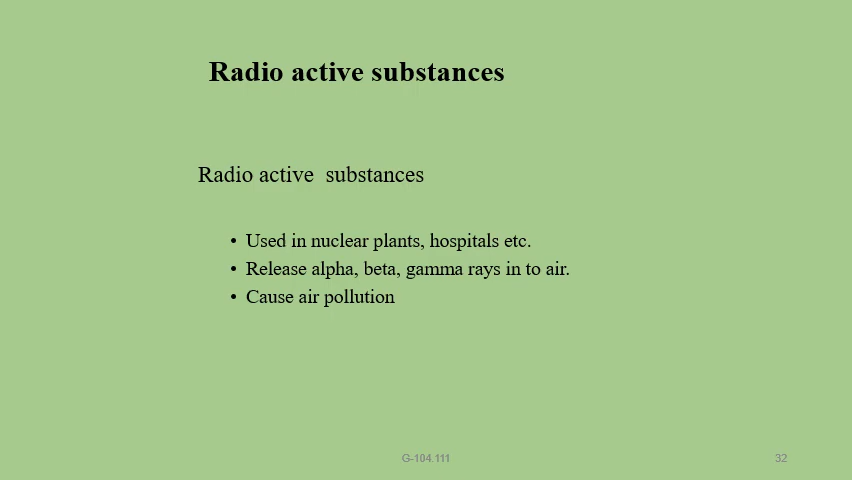 Radio active substances
Radio active  substances
• Used in nuclear plants, hospitals etc.
• Release alpha, beta, gamma rays in to air.
• Cause air pollution
G-104.111
32